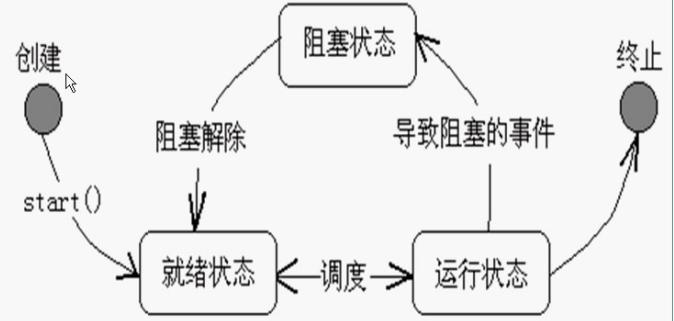 阻塞状态
创建
终止
阻塞解除
导致阻塞的事件
start()
就绪状态
调度
运行状态